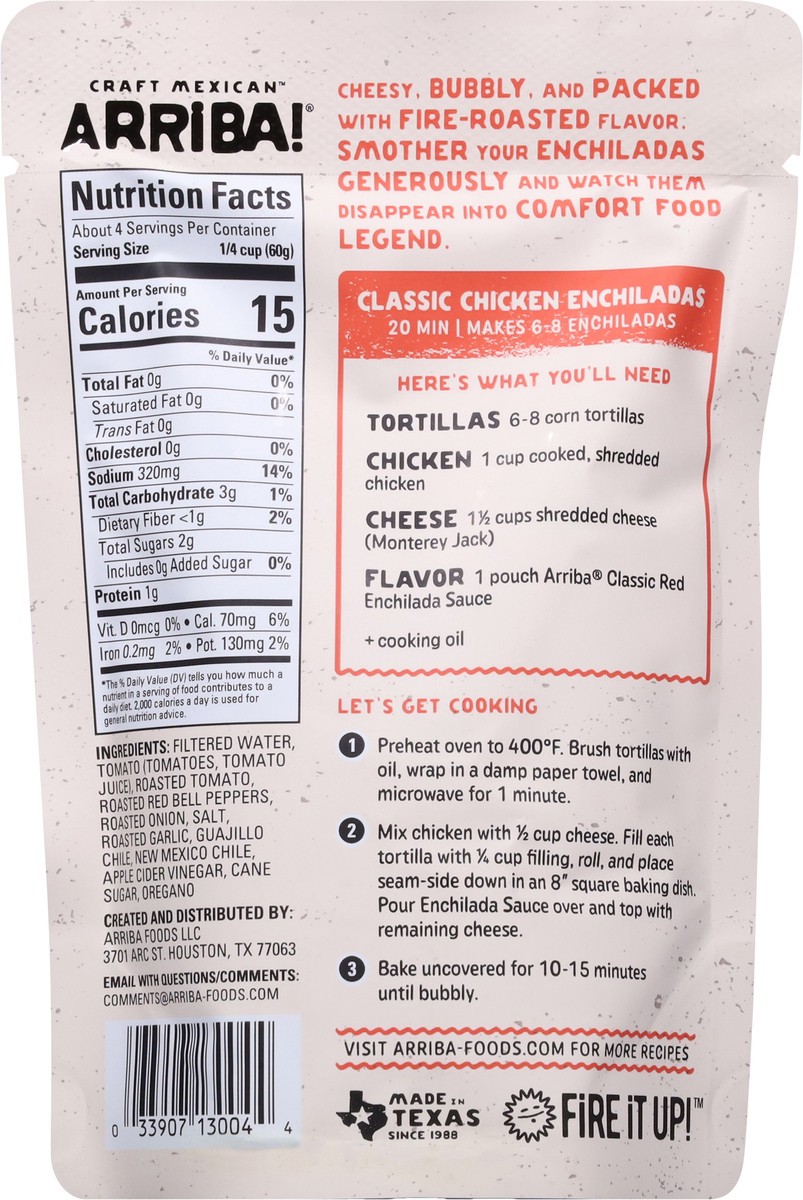 CRAFT MEXICAN™
ARRIBA!®
Nutrition Facts
About 4 Servings Per Container
Serving Size 1/4 cup (60g)
Amount Per Serving
Calories 15
% Daily Value*
Total Fat 0g 0%
Saturated Fat 0g 0%
Trans Fat 0g
Cholesterol 0g 0%
Sodium 320mg 14%
Total Carbohydrate 3g 1%
Dietary Fiber <1g 2%
Total Sugars 2g
Includes 0g Added Sugar 0%
Protein 1g
Vit. D 0mcg 0% • Cal. 70mg 6%
Iron 0.2mg 2% • Pot. 130mg 2%
*The % Daily Value (DV) tells you how much a
nutrient in a serving of food contributes to a
daily diet. 2,000 calories a day is used for
general nutrition advice.
INGREDIENTS: FILTERED WATER,
TOMATO (TOMATOES, TOMATO
JUICE), ROASTED TOMATO,
ROASTED RED BELL PEPPERS,
ROASTED ONION, SALT,
ROASTED GARLIC, GUAJILLO
CHILE, NEW MEXICO CHILE,
APPLE CIDER VINEGAR, CANE
SUGAR, OREGANO
CREATED AND DISTRIBUTED BY:
ARRIBA FOODS LLC
3701 ARC ST. HOUSTON, TX 77063
EMAIL WITH QUESTIONS/COMMENTS:
COMMENTS@ARRIBA-FOODS.COM
0 33907 13004 4
CHEESY, BUBBLY, AND PACKED
WITH FIRE-ROASTED FLAVOR.
SMOTHER YOUR ENCHILADAS
GENEROUSLY AND WATCH THEM
DISAPPEAR INTO COMFORT FOOD
LEGEND.
CLASSIC CHICKEN ENCHILADAS
20 MIN | MAKES 6-8 ENCHILADAS
HERE'S WHAT YOU'LL NEED
TORTILLAS 6-8 corn tortillas
CHICKEN 1 cup cooked, shredded
chicken
CHEESE 1½ cups shredded cheese
(Monterey Jack)
FLAVOR 1 pouch Arriba® Classic Red
Enchilada Sauce
+ cooking oil
LET'S GET COOKING
1 Preheat oven to 400°F. Brush tortillas with
oil, wrap in a damp paper towel, and
microwave for 1 minute.
2 Mix chicken with ½ cup cheese. Fill each
tortilla with ¼ cup filling, roll, and place
seam-side down in an 8" square baking dish.
Pour Enchilada Sauce over and top with
remaining cheese.
3 Bake uncovered for 10-15 minutes
until bubbly.
VISIT ARRIBA-FOODS.COM FOR MORE RECIPES
MADE IN
TEXAS
SINCE 1988
FIRE IT UP!™